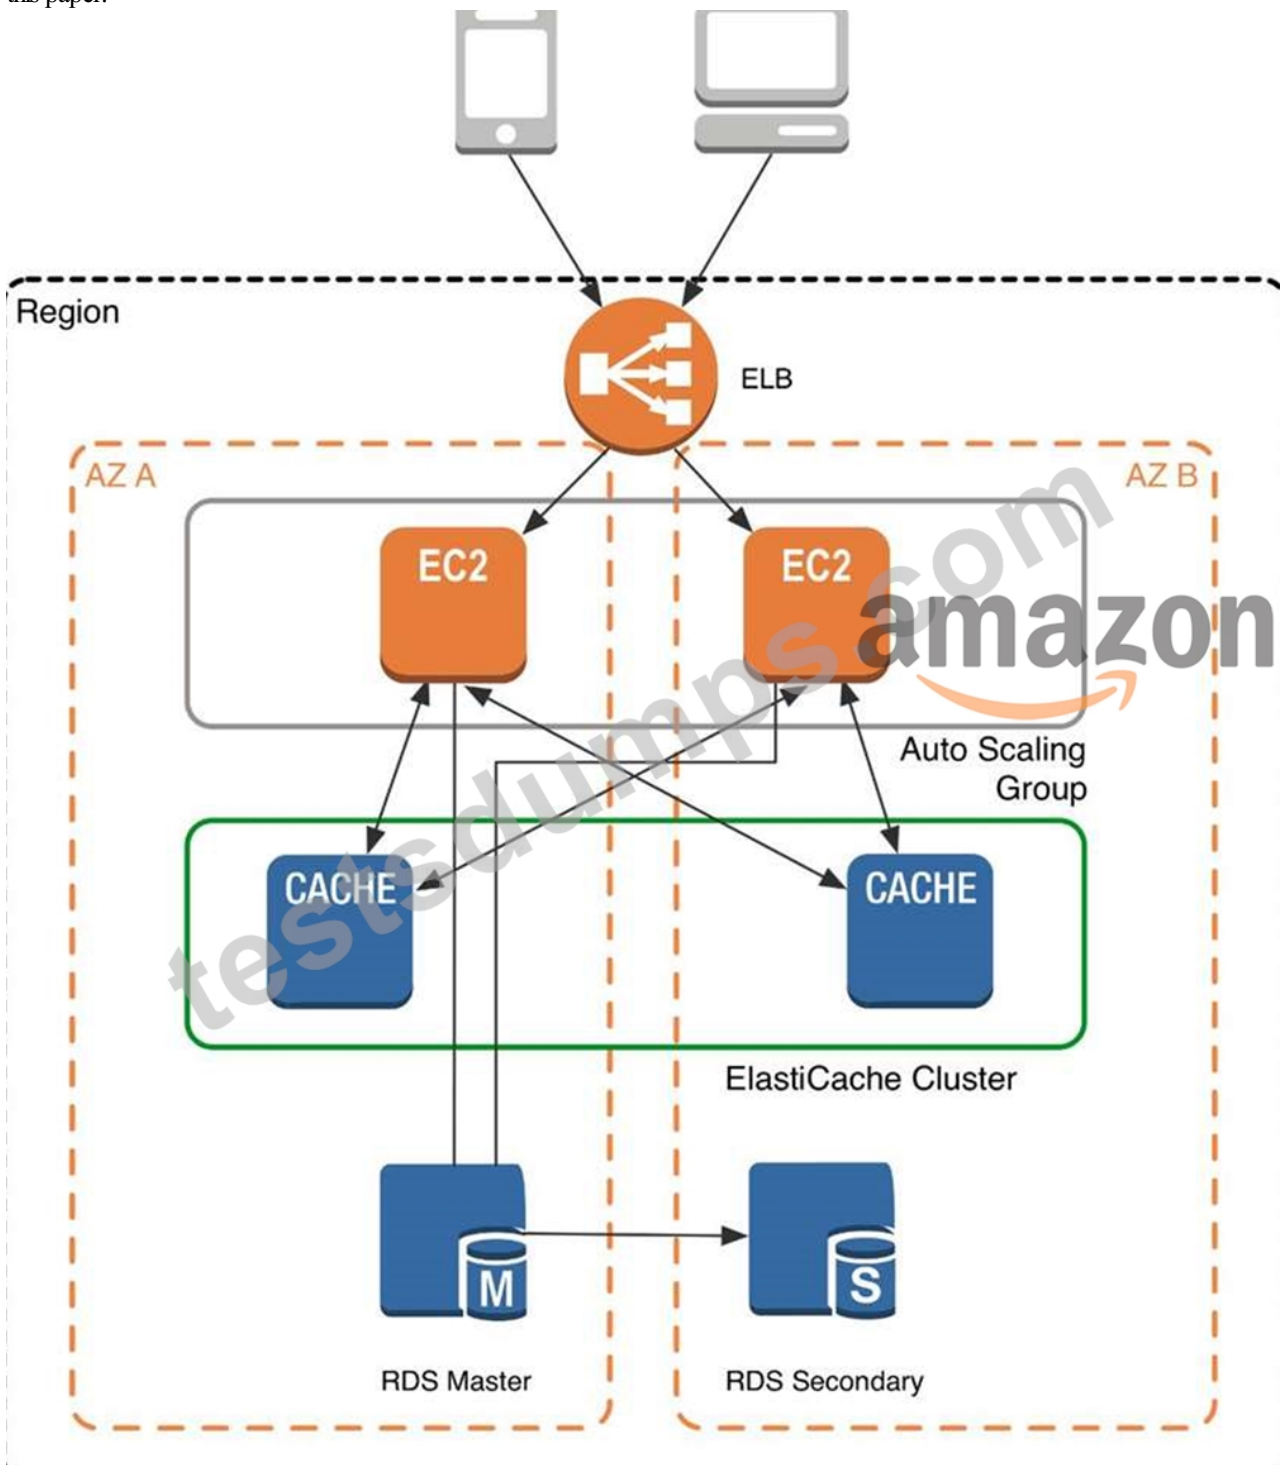 this paper.
Region
ELB
AZ A
AZ B
EC2
EC2
amazon
Auto Scaling
Group
CACHE
CACHE
testsdumps.com
ElastiCache Cluster
M
S
RDS Master
RDS Secondary